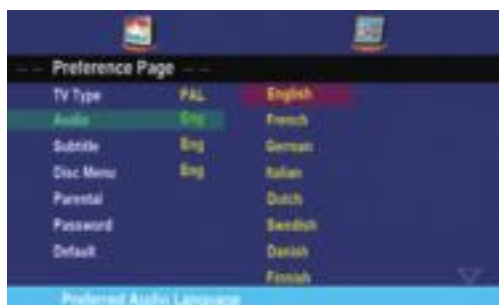 -- Preference Page --
TV Type PAL English
Audio Eng French
Subtitle Eng German
Disc Menu Eng Italian
Parental Dutch
Password Swedish
Default Danish
Finnish
Preferred Audio Language